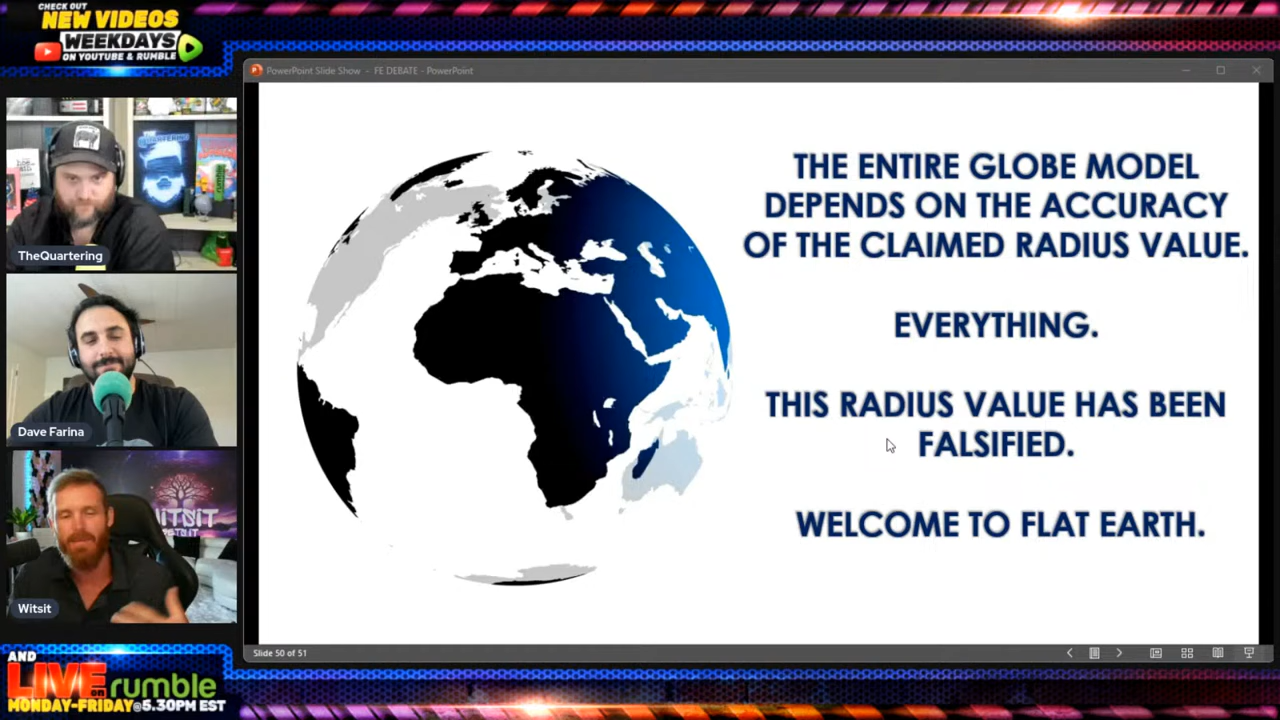 CHECK OUT
NEW VIDEOS
WEEKDAYS
ON YOUTUBE & RUMBLE
PowerPoint Slide Show - FE DEBATE - PowerPoint
TheQuartering
Dave Farina
WITSIT
Witsit
THE ENTIRE GLOBE MODEL
DEPENDS ON THE ACCURACY
OF THE CLAIMED RADIUS VALUE.
EVERYTHING.
THIS RADIUS VALUE HAS BEEN
FALSIFIED.
WELCOME TO FLAT EARTH.
Slide 50 of 51
AND
LIVE on rumble
MONDAY-FRIDAY@5.30PM EST